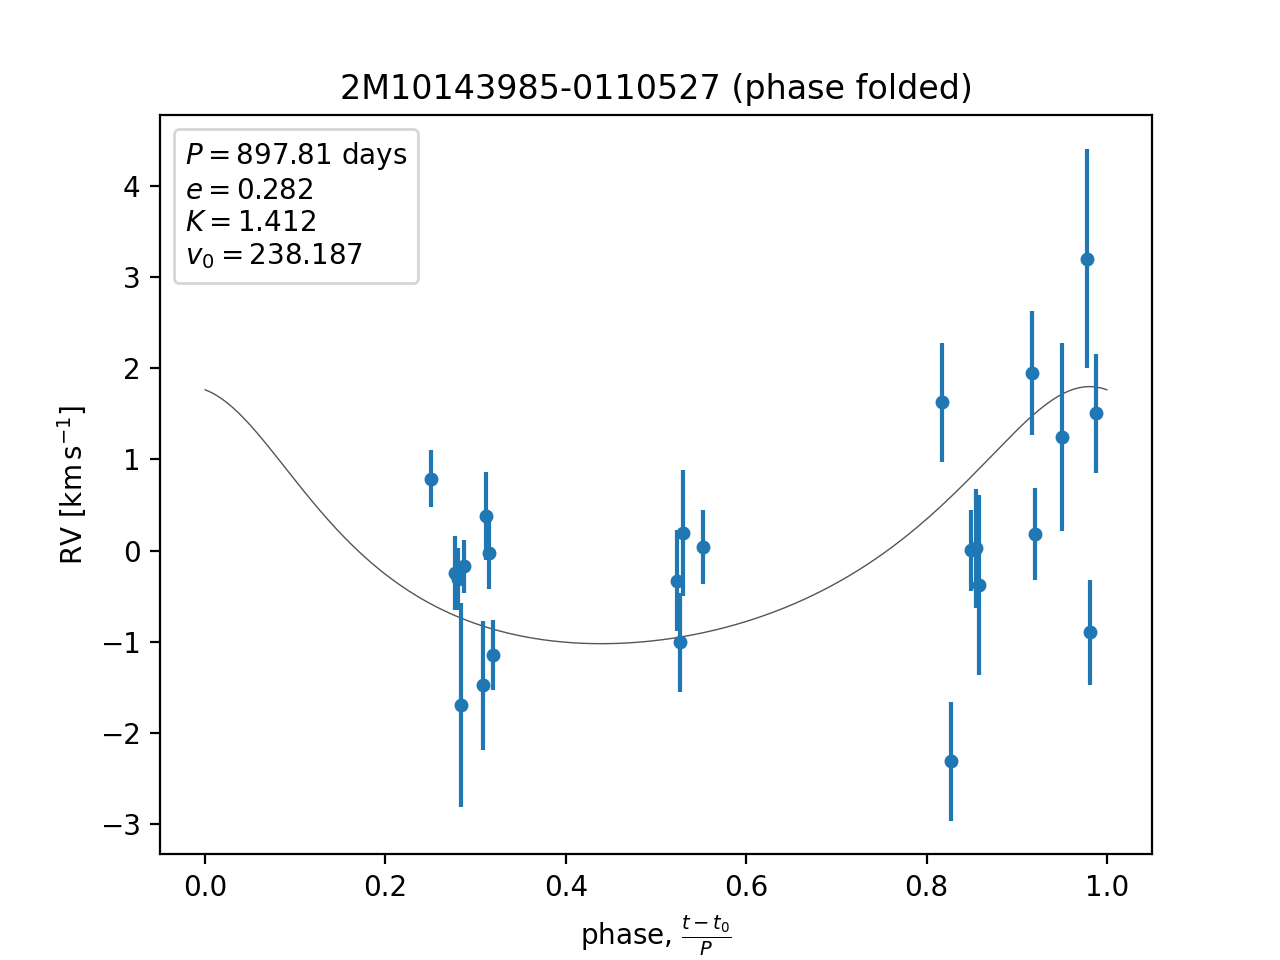 2M10143985-0110527 (phase folded)
P = 897.81 days
e = 0.282
K = 1.412
v₀ = 238.187
RV [km s⁻¹]
4
3
2
1
0
−1
−2
−3
0.0 0.2 0.4 0.6 0.8 1.0
phase, (t − t₀)/P